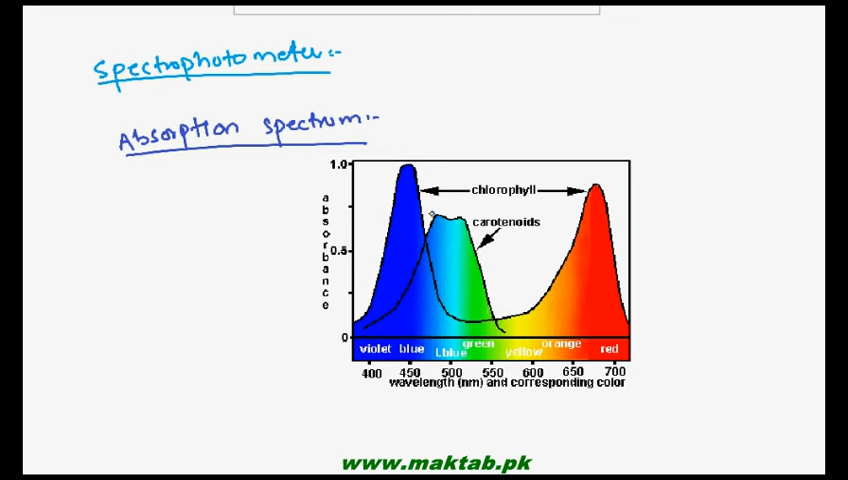 Spectrophotometer:-
Absorption spectrum:-
1.0
chlorophyll
carotenoids
absorbance
0.5
0
violet blue Lblue green yellow orange red
400 450 500 550 600 650 700
wavelength (nm) and corresponding color
www.maktab.pk